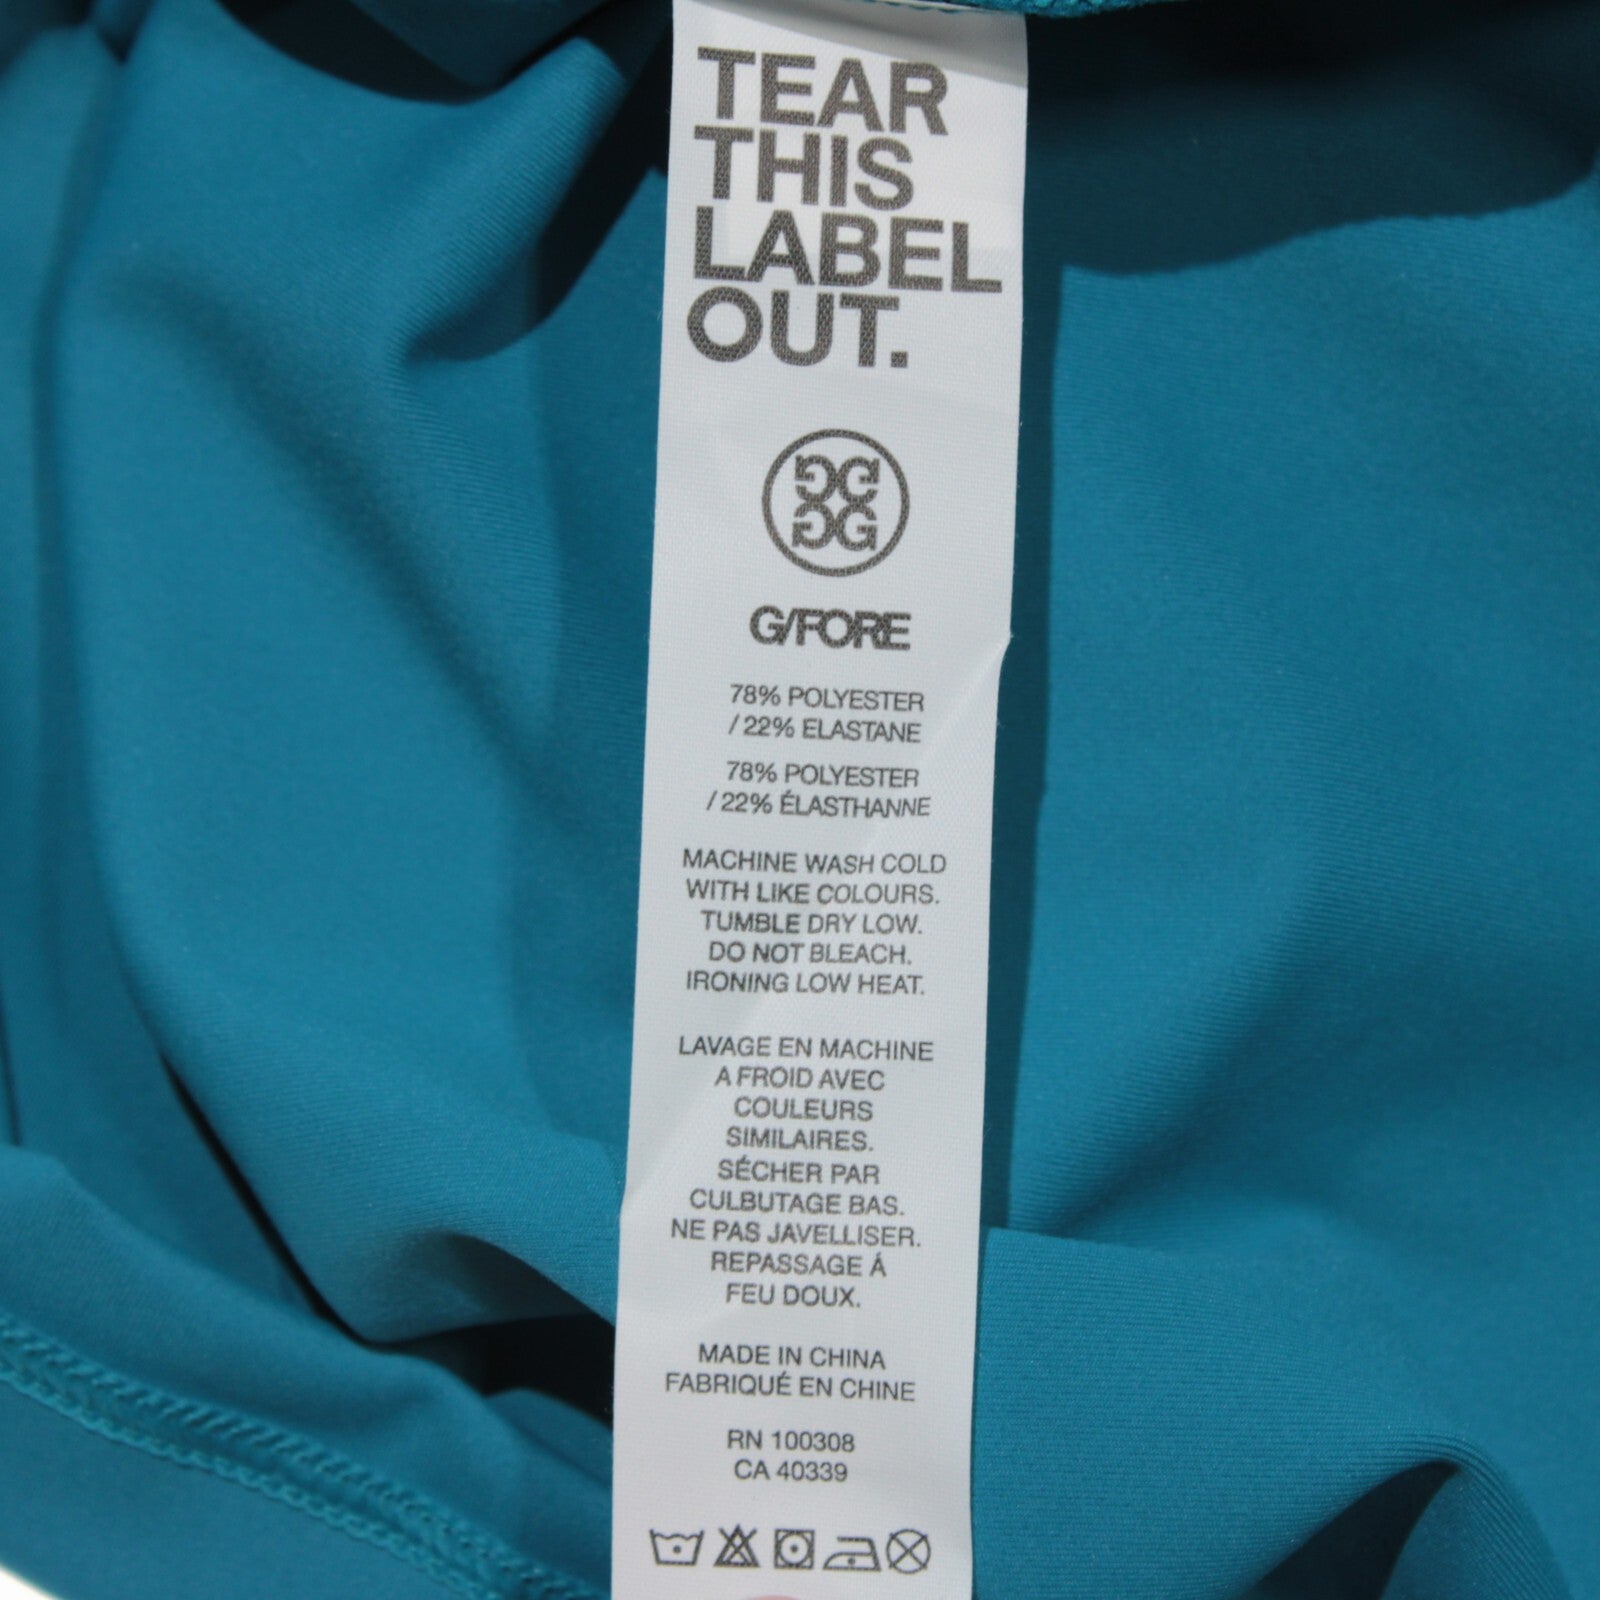 TEAR
THIS
LABEL
OUT.
G/FORE
78% POLYESTER
/ 22% ELASTANE
78% POLYESTER
/ 22% ÉLASTHANNE
MACHINE WASH COLD
WITH LIKE COLOURS.
TUMBLE DRY LOW.
DO NOT BLEACH.
IRONING LOW HEAT.
LAVAGE EN MACHINE
A FROID AVEC
COULEURS
SIMILAIRES.
SÉCHER PAR
CULBUTAGE BAS.
NE PAS JAVELLISER.
REPASSAGE Á
FEU DOUX.
MADE IN CHINA
FABRIQUÉ EN CHINE
RN 100308
CA 40339